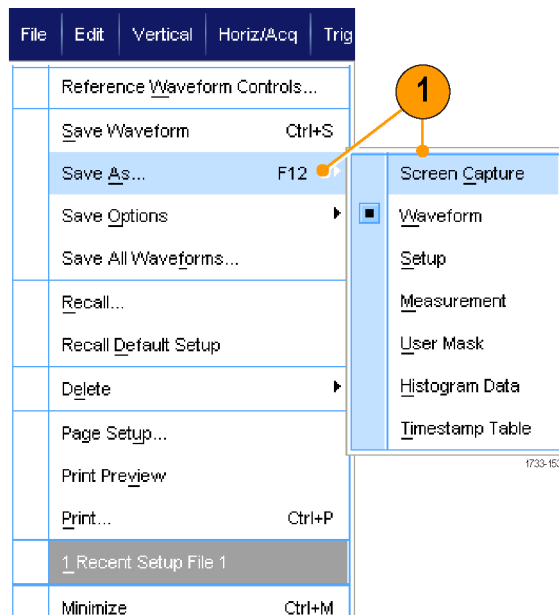 File Edit Vertical Horiz/Acq Trig
Reference Waveform Controls...
Save Waveform Ctrl+S
Save As... F12
Save Options
Save All Waveforms...
Recall...
Recall Default Setup
Delete
Page Setup...
Print Preview
Print... Ctrl+P
1 Recent Setup File 1
Minimize Ctrl+M
1
Screen Capture
Waveform
Setup
Measurement
User Mask
Histogram Data
Timestamp Table